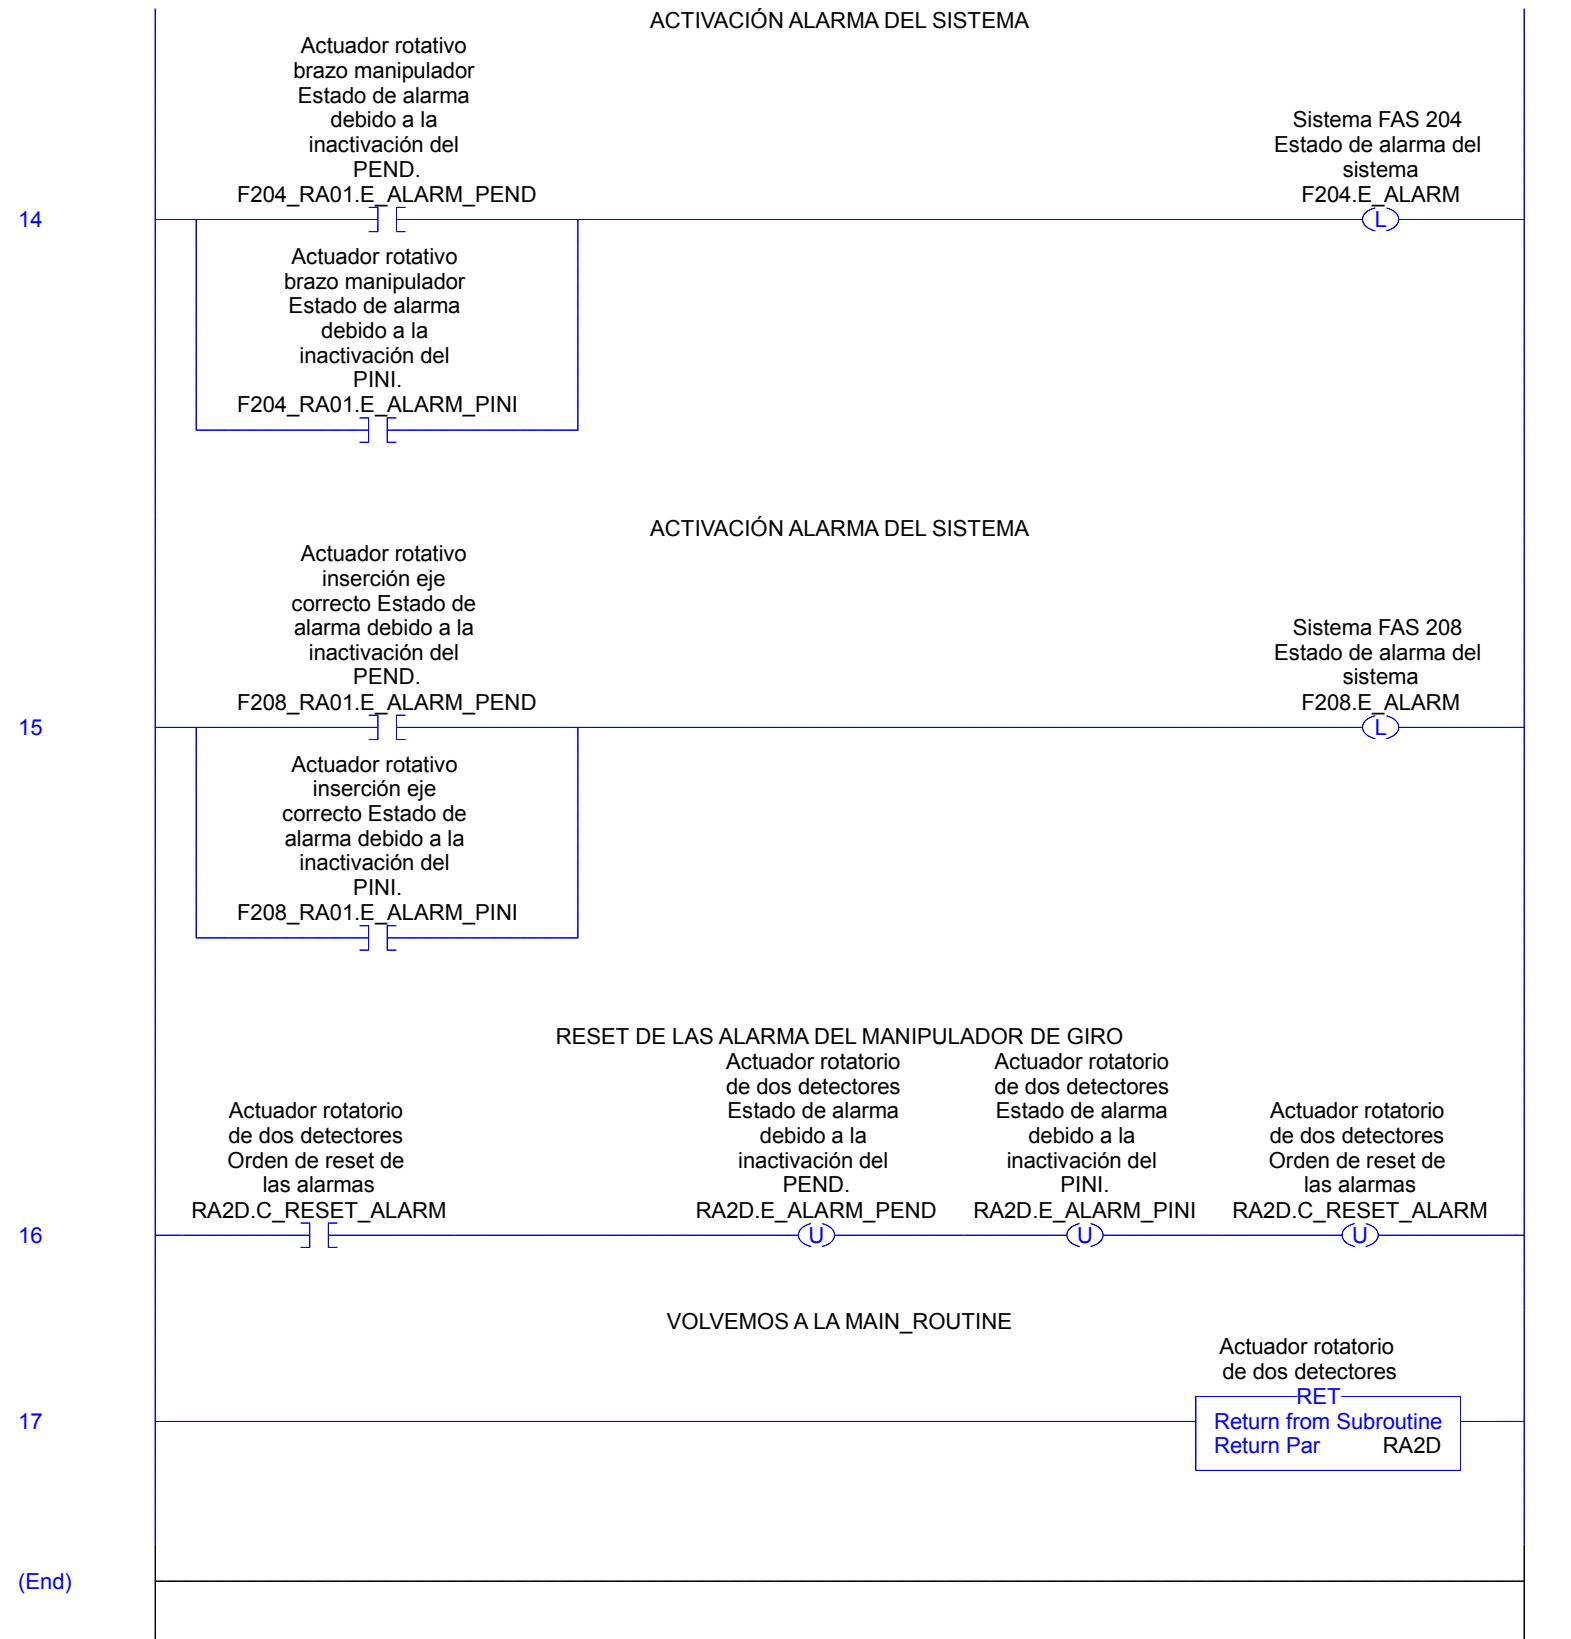 ACTIVACIÓN ALARMA DEL SISTEMA
Actuador rotativo
brazo manipulador
Estado de alarma
debido a la
inactivación del
PEND.
F204_RA01.E_ALARM_PEND
Sistema FAS 204
Estado de alarma del
sistema
F204.E_ALARM
14
L
Actuador rotativo
brazo manipulador
Estado de alarma
debido a la
inactivación del
PINI.
F204_RA01.E_ALARM_PINI
ACTIVACIÓN ALARMA DEL SISTEMA
Actuador rotativo
inserción eje
correcto Estado de
alarma debido a la
inactivación del
PEND.
F208_RA01.E_ALARM_PEND
Sistema FAS 208
Estado de alarma del
sistema
F208.E_ALARM
15
L
Actuador rotativo
inserción eje
correcto Estado de
alarma debido a la
inactivación del
PINI.
F208_RA01.E_ALARM_PINI
RESET DE LAS ALARMA DEL MANIPULADOR DE GIRO
Actuador rotatorio
de dos detectores
Orden de reset de
las alarmas
RA2D.C_RESET_ALARM
Actuador rotatorio
de dos detectores
Estado de alarma
debido a la
inactivación del
PEND.
RA2D.E_ALARM_PEND
Actuador rotatorio
de dos detectores
Estado de alarma
debido a la
inactivación del
PINI.
RA2D.E_ALARM_PINI
Actuador rotatorio
de dos detectores
Orden de reset de
las alarmas
RA2D.C_RESET_ALARM
16
U
U
U
VOLVEMOS A LA MAIN_ROUTINE
Actuador rotatorio
de dos detectores
RET
17
Return from Subroutine
Return Par RA2D
(End)